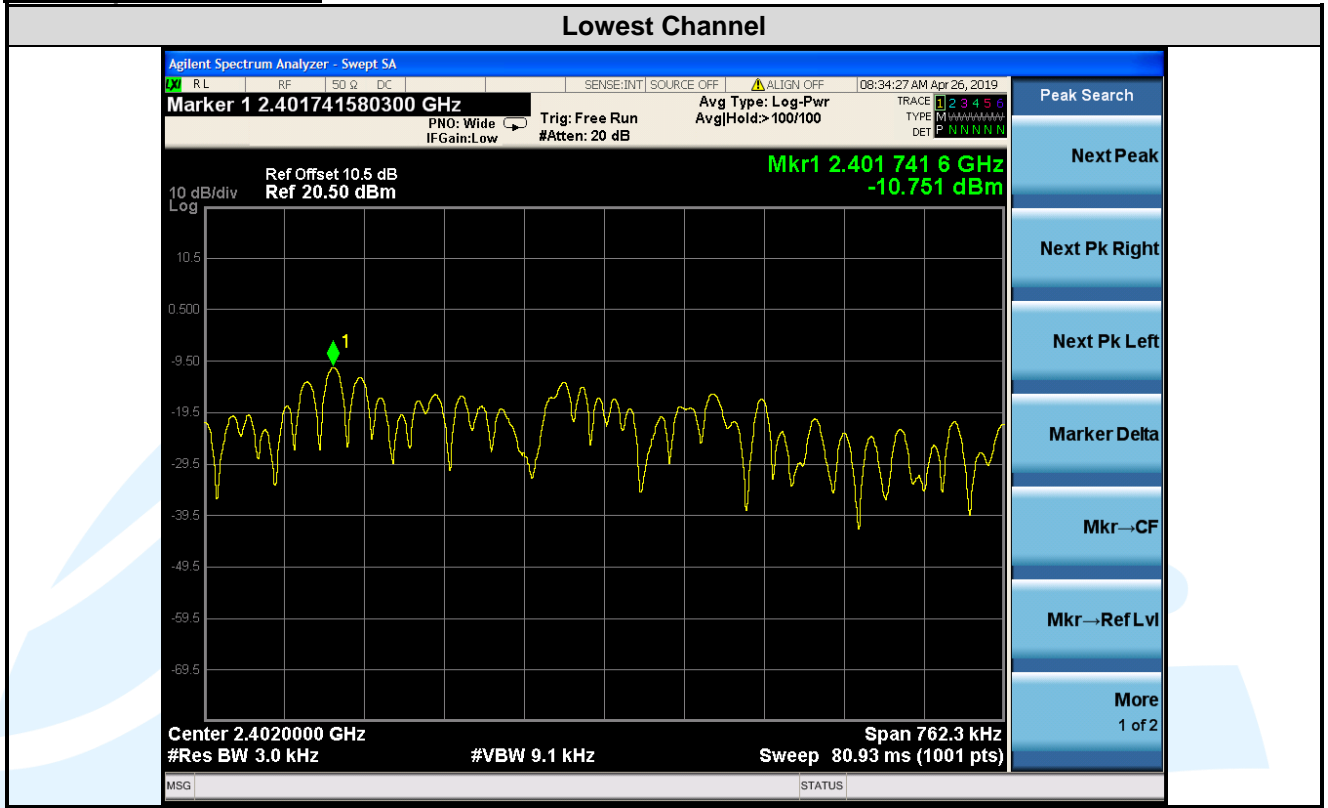 Lowest Channel
Agilent Spectrum Analyzer - Swept SA
LXI RL RF 50 Ω DC SENSE:INT SOURCE OFF ALIGN OFF 08:34:27 AM Apr 26, 2019
Marker 1 2.401741580300 GHz
PNO: Wide
IFGain:Low
Trig: Free Run
#Atten: 20 dB
Avg Type: Log-Pwr
Avg|Hold:> 100/100
TRACE 1 2 3 4 5 6
TYPE M WWWWW
DET P N N N N N
Mkr1 2.401 741 6 GHz
-10.751 dBm
Ref Offset 10.5 dB
10 dB/div Ref 20.50 dBm
Log
10.5
0.500
-9.50
-19.5
-29.5
-39.5
-49.5
-59.5
-69.5
1
Center 2.4020000 GHz Span 762.3 kHz
#Res BW 3.0 kHz #VBW 9.1 kHz Sweep 80.93 ms (1001 pts)
MSG STATUS
Peak Search
Next Peak
Next Pk Right
Next Pk Left
Marker Delta
Mkr→CF
Mkr→Ref Lvl
More
1 of 2